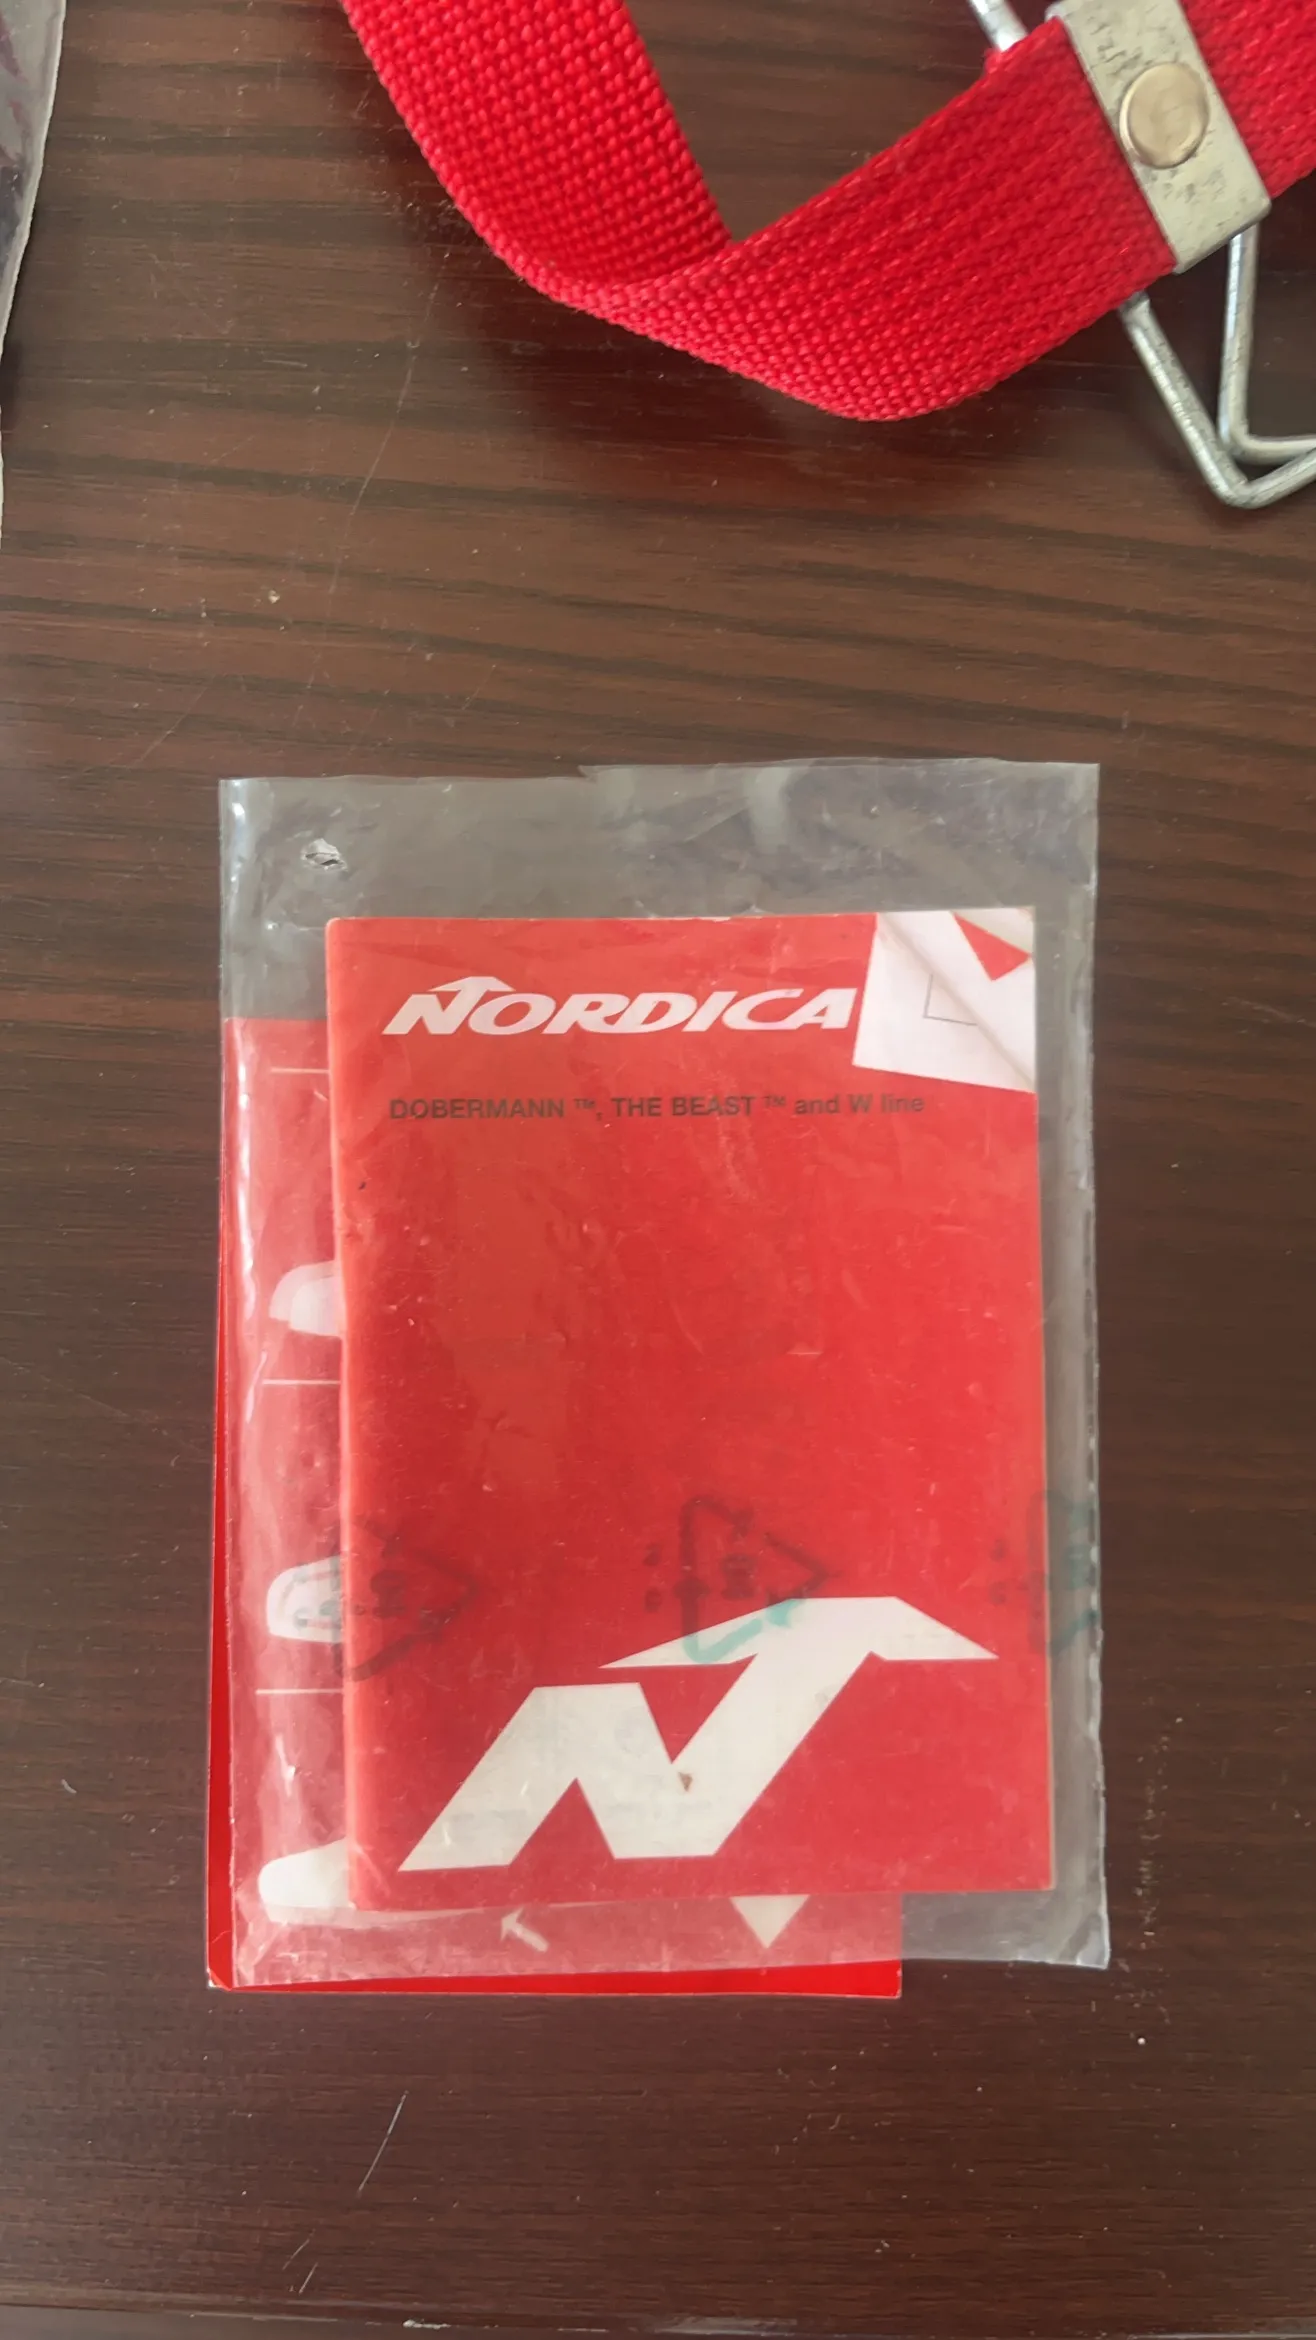 NORDICA
DOBERMANN ™, THE BEAST ™ and W line